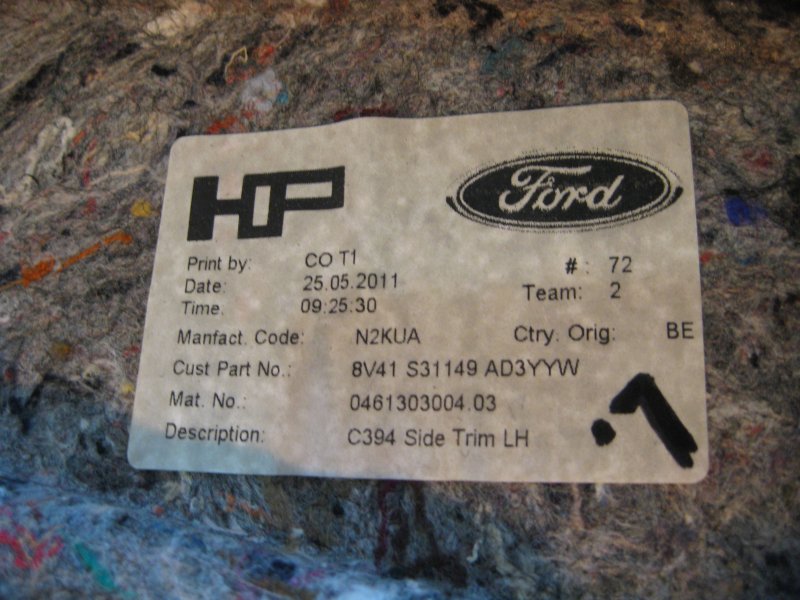 HP
Ford
Print by: CO T1
#: 72
Date: 25.05.2011
Team: 2
Time. 09:25:30
Manfact. Code: N2KUA Ctry. Orig: BE
Cust Part No.: 8V41 S31149 AD3YYW
Mat. No.: 0461303004.03
Description: C394 Side Trim LH